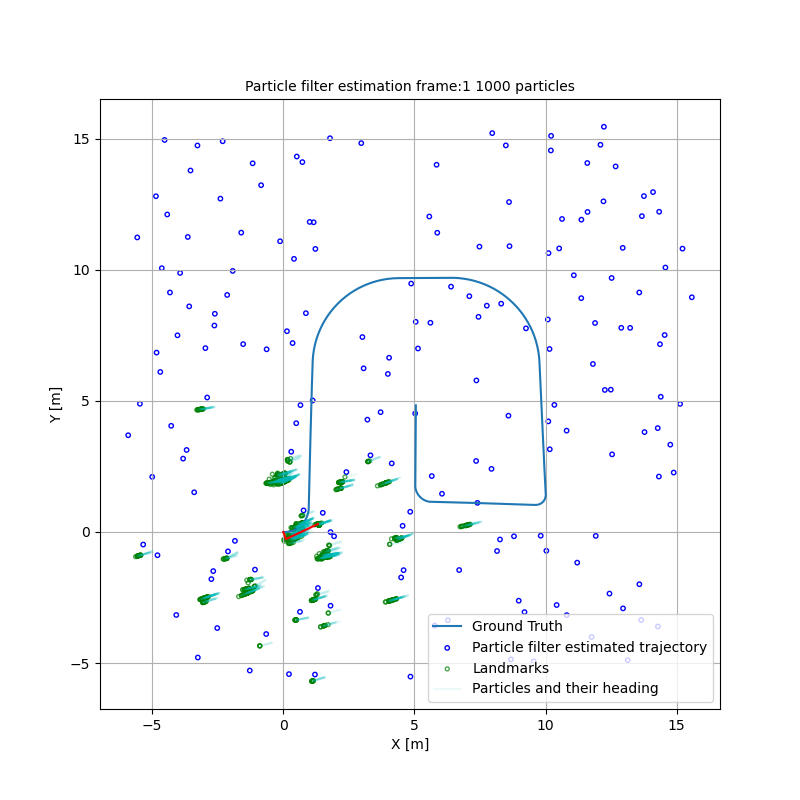 Particle filter estimation frame:1 1000 particles
Y [m]
15
10
5
0
−5
−5 0 5 10 15
X [m]
Ground Truth
Particle filter estimated trajectory
Landmarks
Particles and their heading